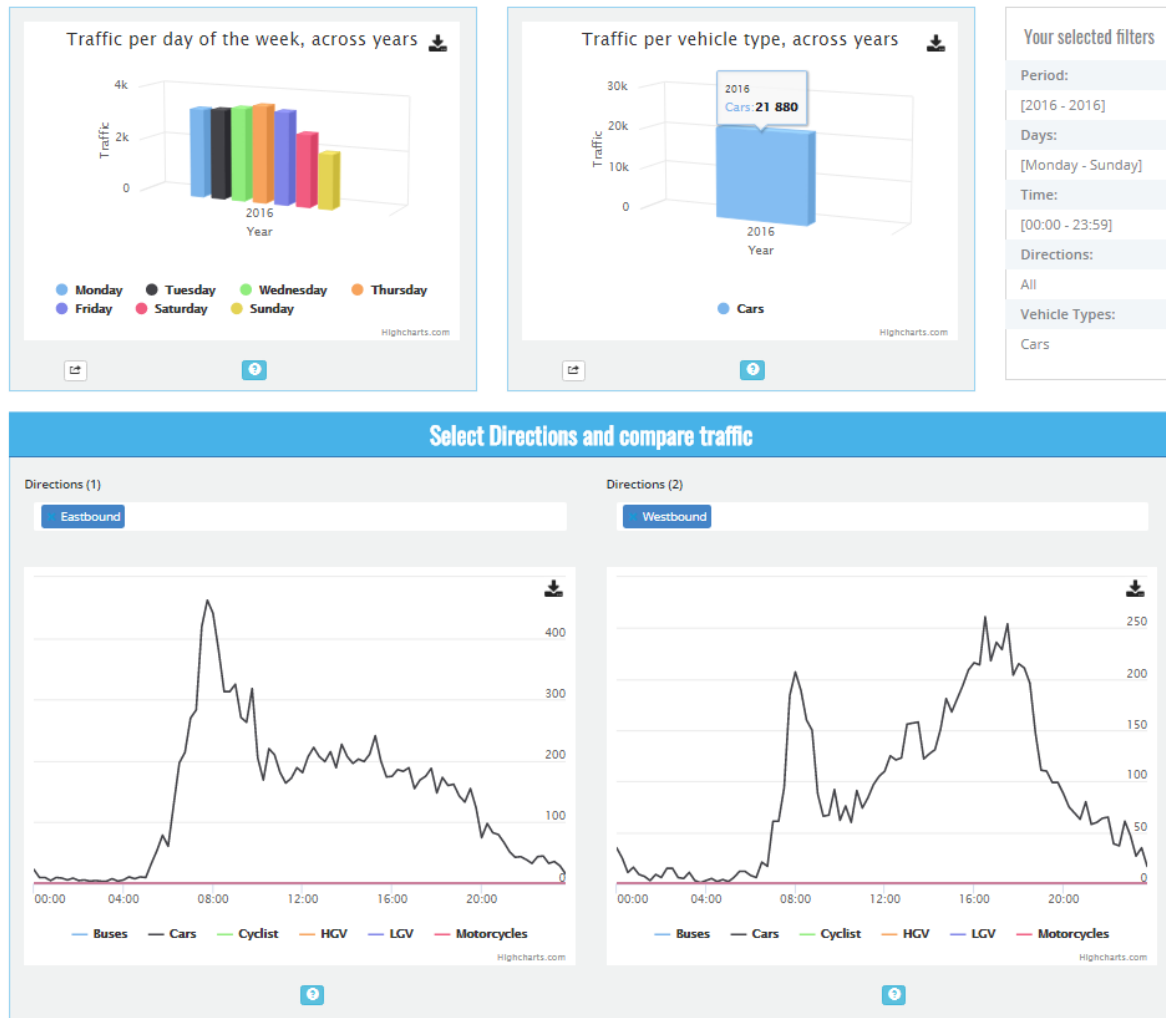 Traffic per day of the week, across years
4k
2k
0
Traffic
2016
Year
Monday Tuesday Wednesday Thursday
Friday Saturday Sunday
Highcharts.com
Traffic per vehicle type, across years
30k
20k
10k
0
Traffic
2016
Cars: 21 880
2016
Year
Cars
Highcharts.com
Your selected filters
Period:
[2016 - 2016]
Days:
[Monday - Sunday]
Time:
[00:00 - 23:59]
Directions:
All
Vehicle Types:
Cars
Select Directions and compare traffic
Directions (1)
Eastbound
400
300
200
100
0
00:00 04:00 08:00 12:00 16:00 20:00
Buses Cars Cyclist HGV LGV Motorcycles
Highcharts.com
Directions (2)
Westbound
250
200
150
100
50
0
00:00 04:00 08:00 12:00 16:00 20:00
Buses Cars Cyclist HGV LGV Motorcycles
Highcharts.com